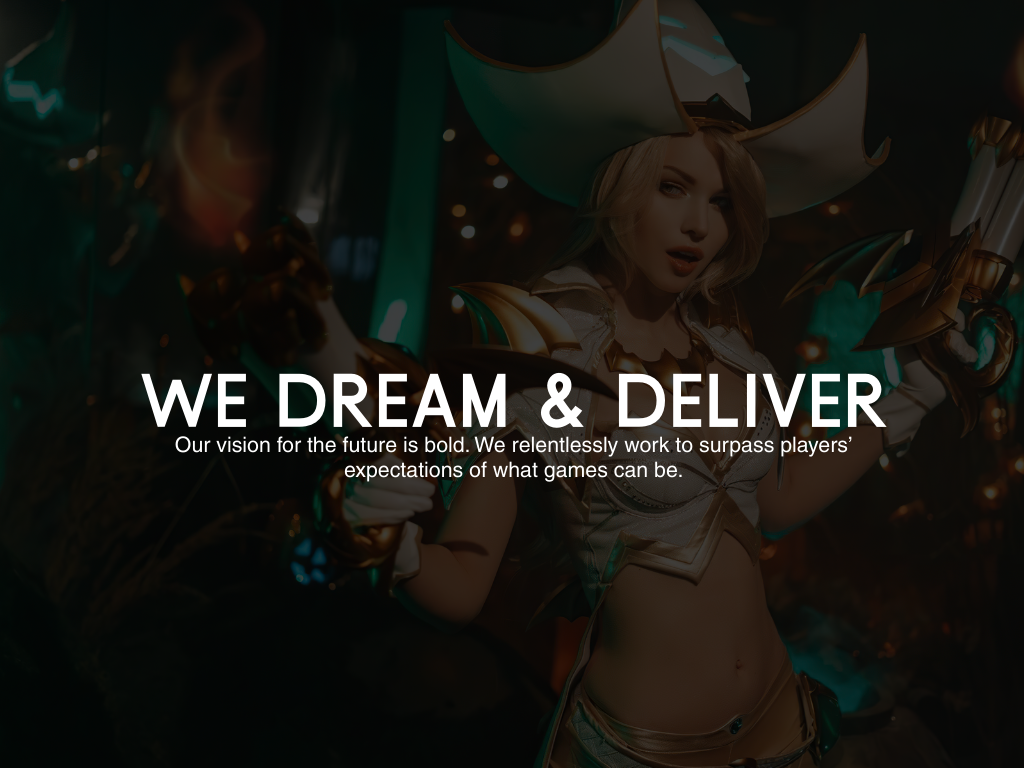 WE DREAM & DELIVER
Our vision for the future is bold. We relentlessly work to surpass players’
expectations of what games can be.